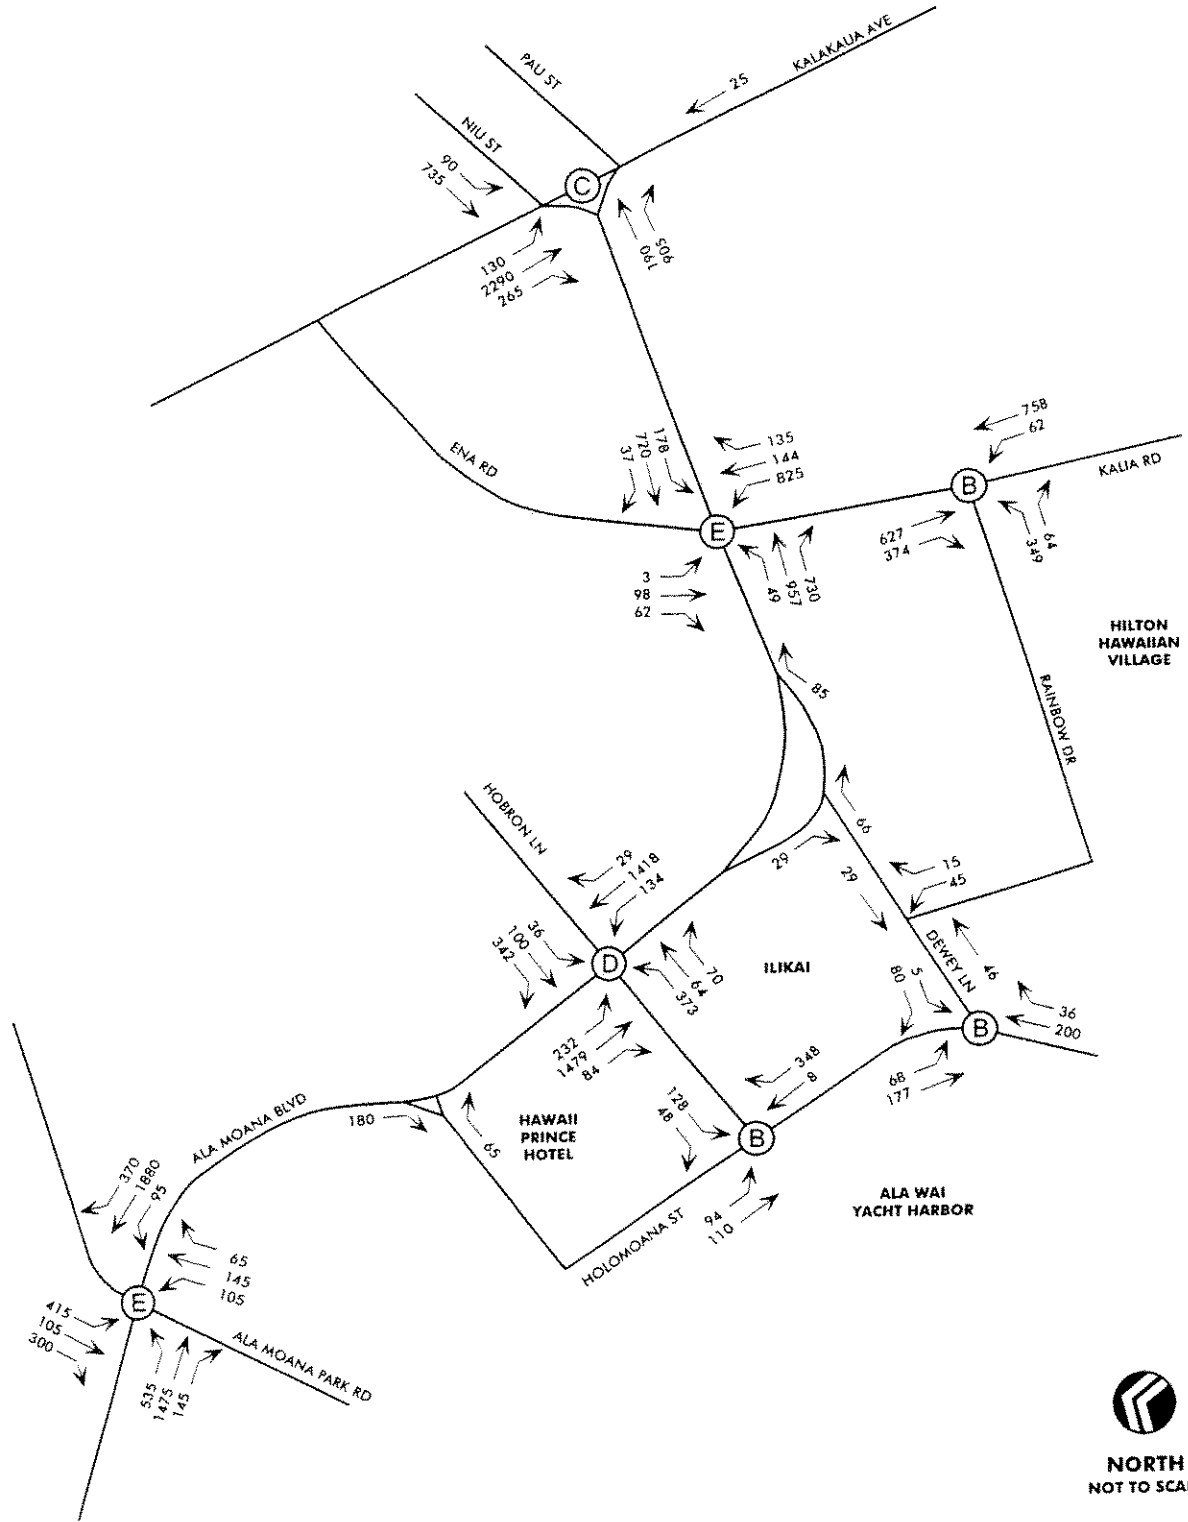 PAU ST
KALAKAUA AVE
25
NIU ST
90
735
C
130
2290
265
190
905
ENA RD
178
720
37
135
144
825
758
62
KALIA RD
B
E
627
374
64
349
3
98
62
49
957
730
HILTON
HAWAIIAN
VILLAGE
85
RAINBOW DR
HOBRON LN
29
1418
134
66
29
29
15
45
36
100
342
D
70
64
373
ILIKAI
80
5
DEWEY LN
46
36
200
B
232
1479
84
348
8
68
177
ALA MOANA BLVD
180
65
HAWAII
PRINCE
HOTEL
128
48
B
370
1880
95
94
110
ALA WAI
YACHT HARBOR
HOLOMOANA ST
65
145
105
E
415
105
300
ALA MOANA PARK RD
535
1475
145
NORTH
NOT TO SCAL